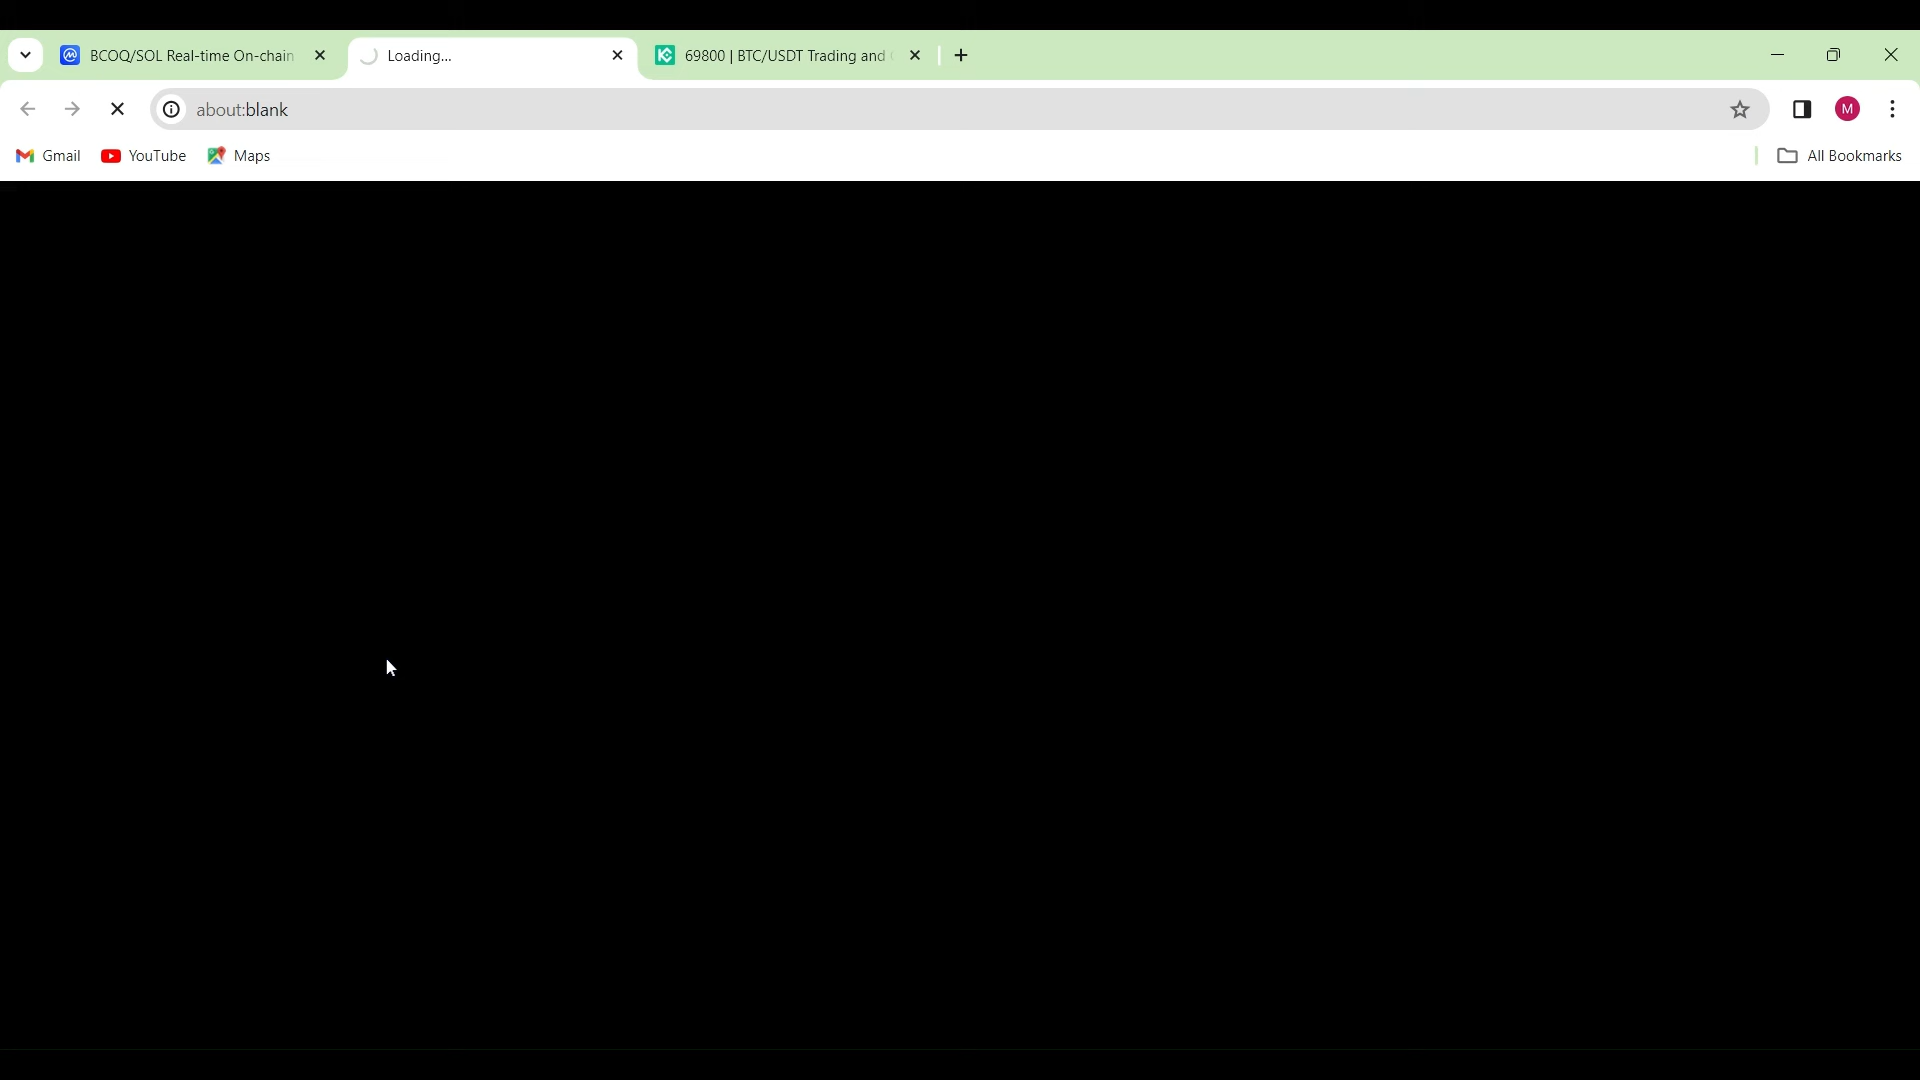 BCOQ/SOL Real-time On-chain
Loading...
69800 | BTC/USDT Trading and
about:blank
M
Gmail
YouTube
Maps
All Bookmarks